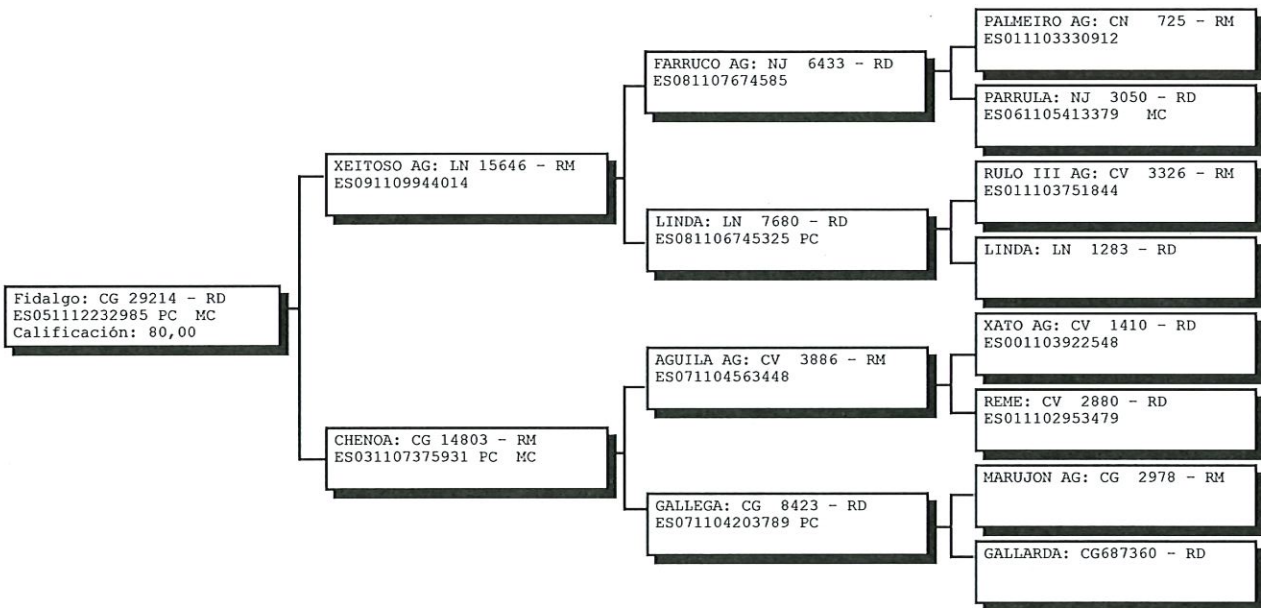 PALMEIRO AG: CN 725 - RM
ES011103330912
FARRUCO AG: NJ 6433 - RD
ES081107674585
PARRULA: NJ 3050 - RD
ES061105413379 MC
XEITOSO AG: LN 15646 - RM
ES091109944014
RULO III AG: CV 3326 - RM
ES011103751844
LINDA: LN 7680 - RD
ES081106745325 PC
LINDA: LN 1283 - RD
Fidalgo: CG 29214 - RD
ES051112232985 PC MC
Calificación: 80,00
XATO AG: CV 1410 - RD
ES001103922548
AGUILA AG: CV 3886 - RM
ES071104563448
REME: CV 2880 - RD
ES011102953479
CHENOA: CG 14803 - RM
ES031107375931 PC MC
MARUJON AG: CG 2978 - RM
GALLEGA: CG 8423 - RD
ES071104203789 PC
GALLARDA: CG687360 - RD